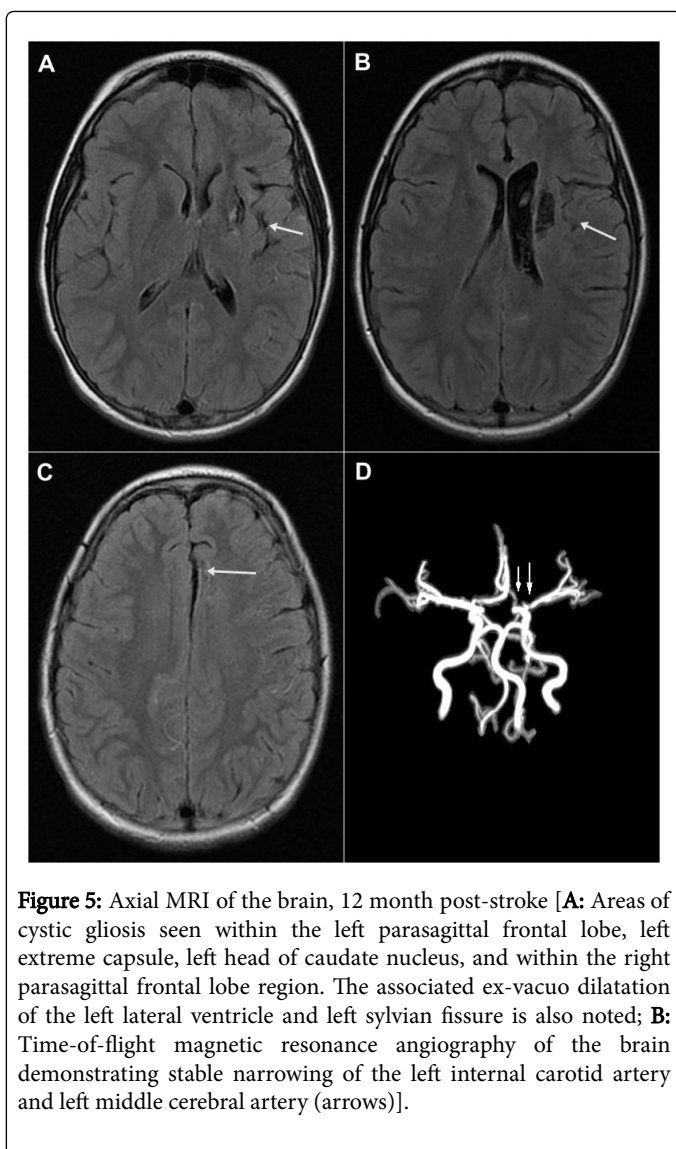 A
B
C
D
Figure 5: Axial MRI of the brain, 12 month post-stroke [A: Areas of
cystic gliosis seen within the left parasagittal frontal lobe, left
extreme capsule, left head of caudate nucleus, and within the right
parasagittal frontal lobe region. The associated ex-vacuo dilatation
of the left lateral ventricle and left sylvian fissure is also noted; B:
Time-of-flight magnetic resonance angiography of the brain
demonstrating stable narrowing of the left internal carotid artery
and left middle cerebral artery (arrows)].